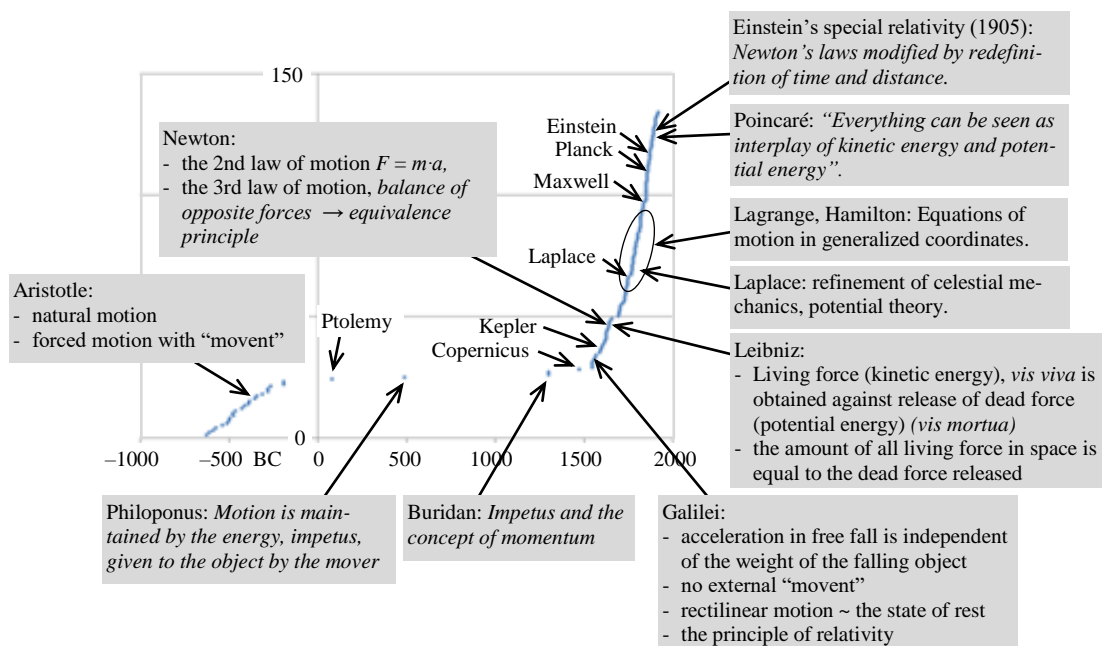 Einstein's special relativity (1905):
Newton's laws modified by redefini-
tion of time and distance.
150
Einstein
Planck
Maxwell
Poincaré: “Everything can be seen as
interplay of kinetic energy and poten-
tial energy”.
Newton:
- the 2nd law of motion F = m·a,
- the 3rd law of motion, balance of
opposite forces → equivalence
principle
Lagrange, Hamilton: Equations of
motion in generalized coordinates.
Laplace
Laplace: refinement of celestial me-
chanics, potential theory.
Aristotle:
- natural motion
- forced motion with “movent”
Ptolemy
Kepler
Copernicus
Leibniz:
- Living force (kinetic energy), vis viva is
obtained against release of dead force
(potential energy) (vis mortua)
- the amount of all living force in space is
equal to the dead force released
0
–1000 –500 BC 0 500 1000 1500 2000
Philoponus: Motion is main-
tained by the energy, impetus,
given to the object by the mover
Buridan: Impetus and the
concept of momentum
Galilei:
- acceleration in free fall is independent
of the weight of the falling object
- no external “movent”
- rectilinear motion ~ the state of rest
- the principle of relativity